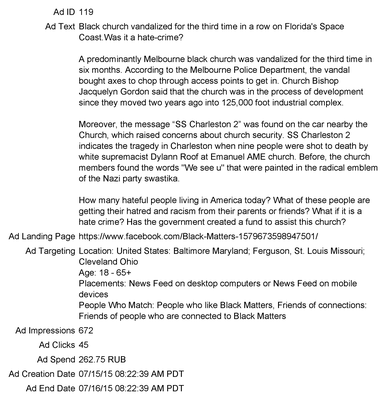 Ad ID 119
Ad Text Black church vandalized for the third time in a row on Florida's Space
Coast.Was it a hate-crime?
A predominantly Melbourne black church was vandalized for the third time in
six months. According to the Melbourne Police Department, the vandal
bought axes to chop through access points to get in. Church Bishop
Jacquelyn Gordon said that the church was in the process of development
since they moved two years ago into 125,000 foot industrial complex.
Moreover, the message “SS Charleston 2” was found on the car nearby the
Church, which raised concerns about church security. SS Charleston 2
indicates the tragedy in Charleston when nine people were shot to death by
white supremacist Dylann Roof at Emanuel AME church. Before, the church
members found the words "We see u" that were painted in the radical emblem
of the Nazi party swastika.
How many hateful people living in America today? What of these people are
getting their hatred and racism from their parents or friends? What if it is a
hate crime? Has the government created a fund to assist this church?
Ad Landing Page https://www.facebook.com/Black-Matters-1579673598947501/
Ad Targeting Location: United States: Baltimore Maryland; Ferguson, St. Louis Missouri;
Cleveland Ohio
Age: 18 - 65+
Placements: News Feed on desktop computers or News Feed on mobile
devices
People Who Match: People who like Black Matters, Friends of connections:
Friends of people who are connected to Black Matters
Ad Impressions 672
Ad Clicks 45
Ad Spend 262.75 RUB
Ad Creation Date 07/15/15 08:22:39 AM PDT
Ad End Date 07/16/15 08:22:39 AM PDT